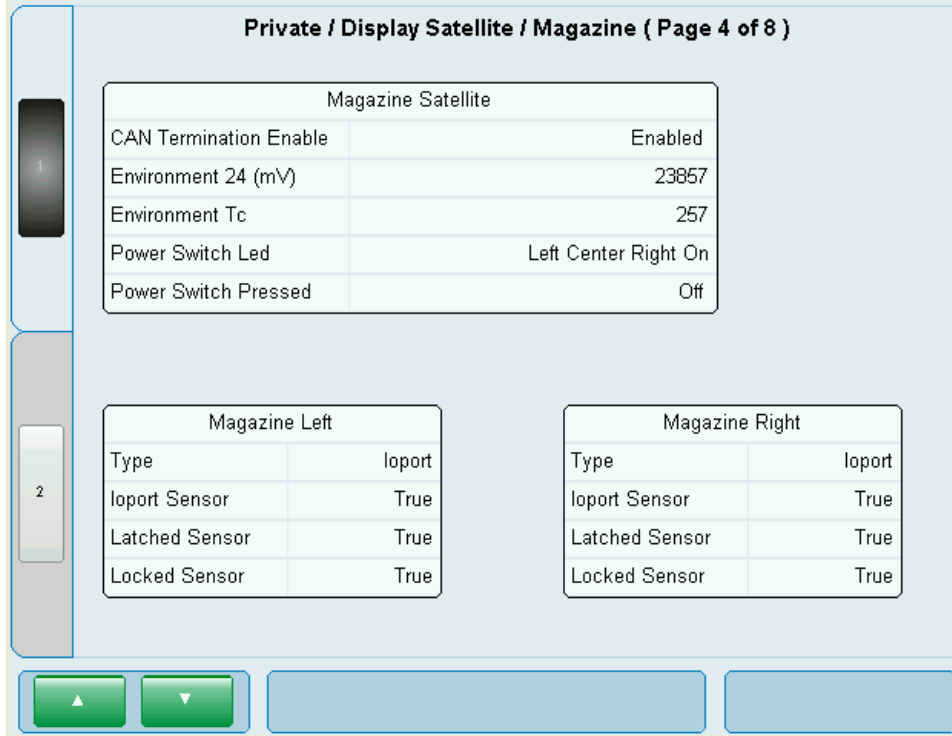 Private / Display Satellite / Magazine ( Page 4 of 8 )
1
Magazine Satellite
CAN Termination Enable Enabled
Environment 24 (mV) 23857
Environment Tc 257
Power Switch Led Left Center Right On
Power Switch Pressed Off
Magazine Left
Type Ioport
Ioport Sensor True
Latched Sensor True
Locked Sensor True
Magazine Right
Type Ioport
Ioport Sensor True
Latched Sensor True
Locked Sensor True
2